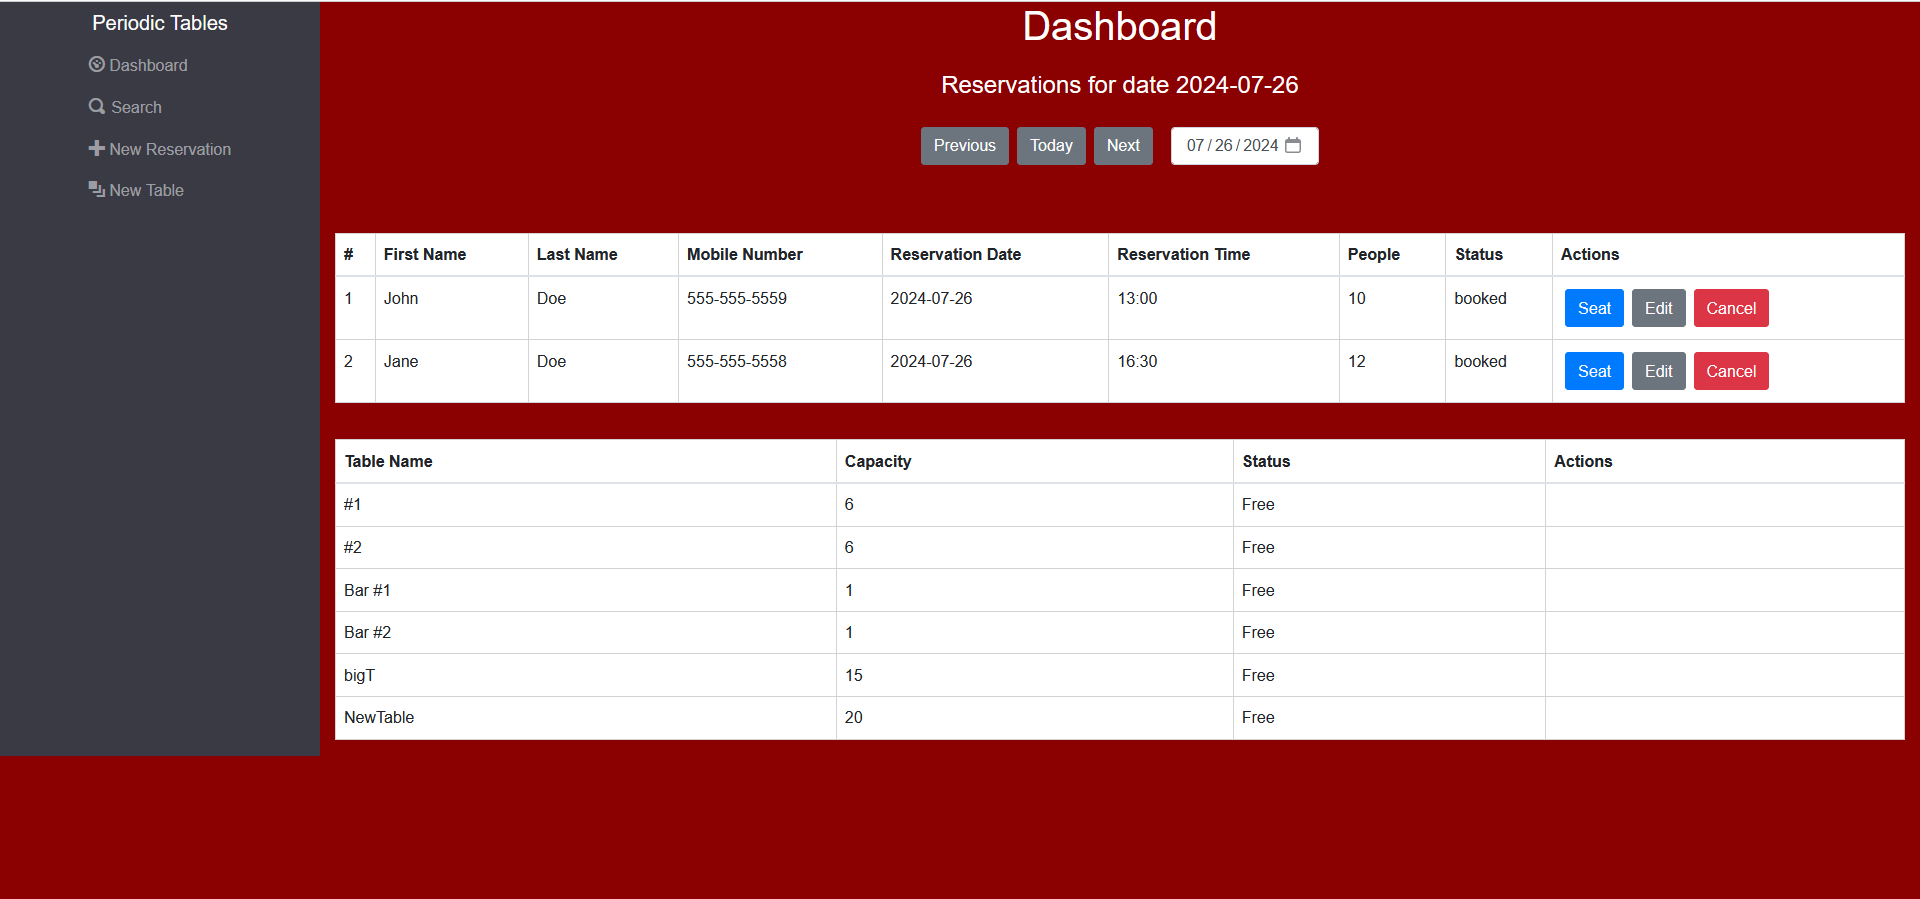 Periodic Tables
Dashboard
Search
New Reservation
New Table
Dashboard
Reservations for date 2024-07-26
Previous Today Next 07/26/2024
# First Name Last Name Mobile Number Reservation Date Reservation Time People Status Actions
1 John Doe 555-555-5559 2024-07-26 13:00 10 booked Seat Edit Cancel
2 Jane Doe 555-555-5558 2024-07-26 16:30 12 booked Seat Edit Cancel
Table Name Capacity Status Actions
#1 6 Free
#2 6 Free
Bar #1 1 Free
Bar #2 1 Free
bigT 15 Free
NewTable 20 Free